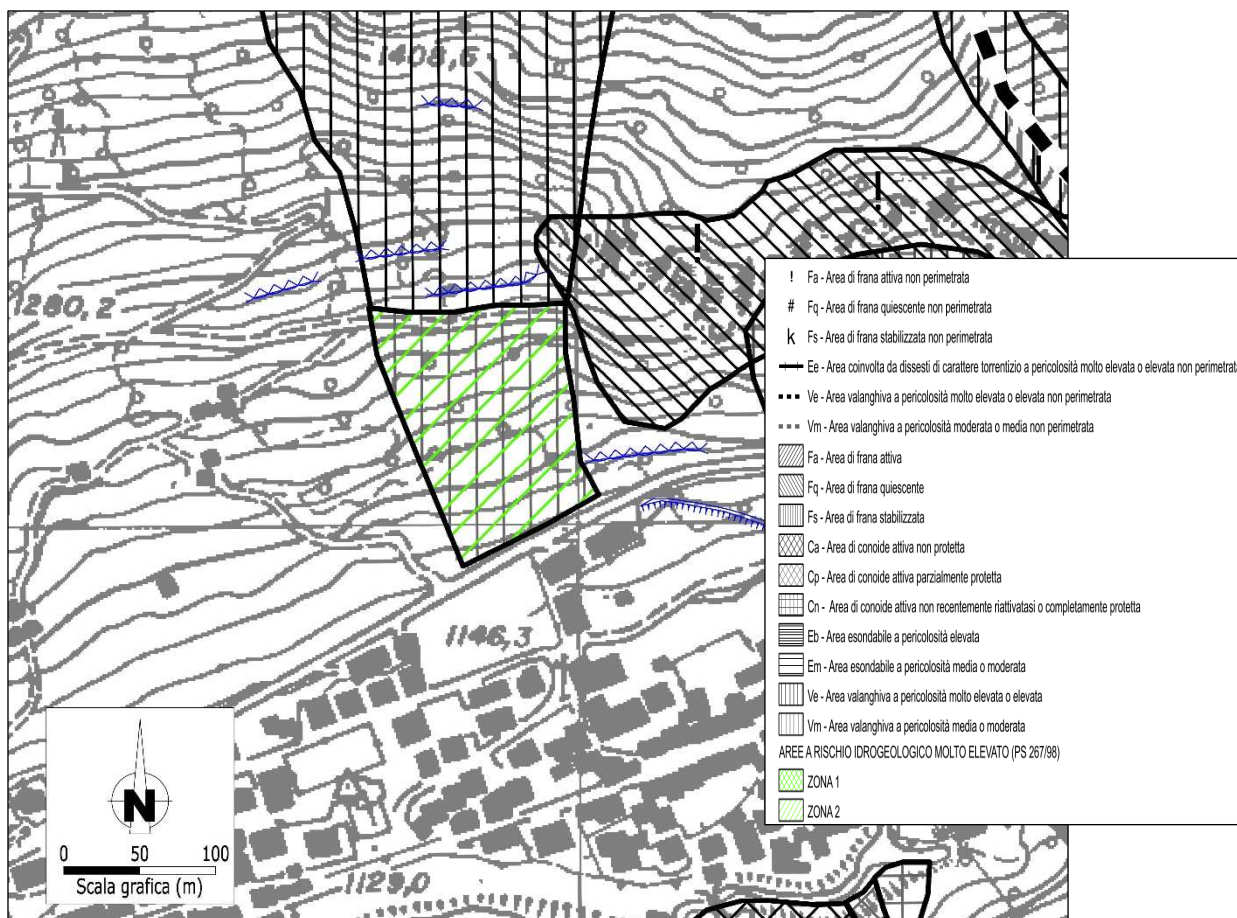 1408,6
1280,2
! Fa - Area di frana attiva non perimetrata
# Fq - Area di frana quiescente non perimetrata
k Fs - Area di frana stabilizzata non perimetrata
Ee - Area coinvolta da dissesti di carattere torrentizio a pericolosità molto elevata o elevata non perimetrata
Ve - Area valanghiva a pericolosità molto elevata o elevata non perimetrata
Vm - Area valanghiva a pericolosità moderata o media non perimetrata
Fa - Area di frana attiva
Fq - Area di frana quiescente
Fs - Area di frana stabilizzata
Ca - Area di conoide attiva non protetta
Cp - Area di conoide attiva parzialmente protetta
Cn - Area di conoide attiva non recentemente riattivatasi o completamente protetta
Eb - Area esondabile a pericolosità elevata
Em - Area esondabile a pericolosità media o moderata
Ve - Area valanghiva a pericolosità molto elevata o elevata
Vm - Area valanghiva a pericolosità media o moderata
AREE A RISCHIO IDROGEOLOGICO MOLTO ELEVATO (PS 267/98)
ZONA 1
ZONA 2
1146,3
N
0 50 100
Scala grafica (m)
1129,0